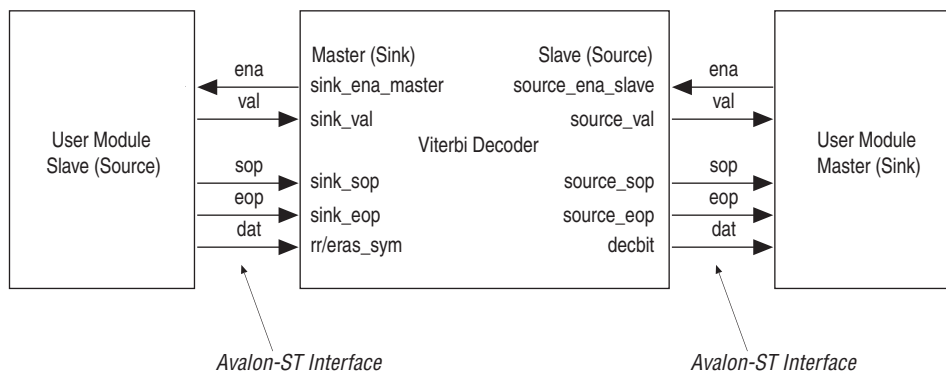 Master (Sink) Slave (Source)
ena sink_ena_master source_ena_slave ena
val sink_val source_val val
User Module
Slave (Source)
Viterbi Decoder
User Module
Master (Sink)
sop sink_sop source_sop sop
eop sink_eop source_eop eop
dat rr/eras_sym decbit dat
Avalon-ST Interface Avalon-ST Interface